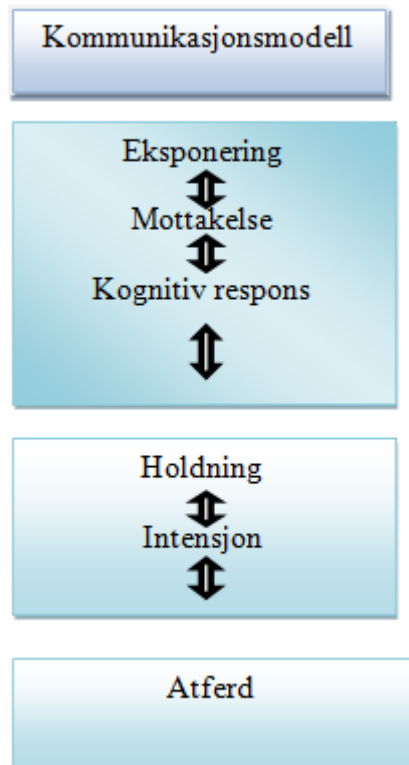 Kommunikasjonsmodell
Eksponering
Mottakelse
Kognitiv respons
Holdning
Intensjon
Atferd